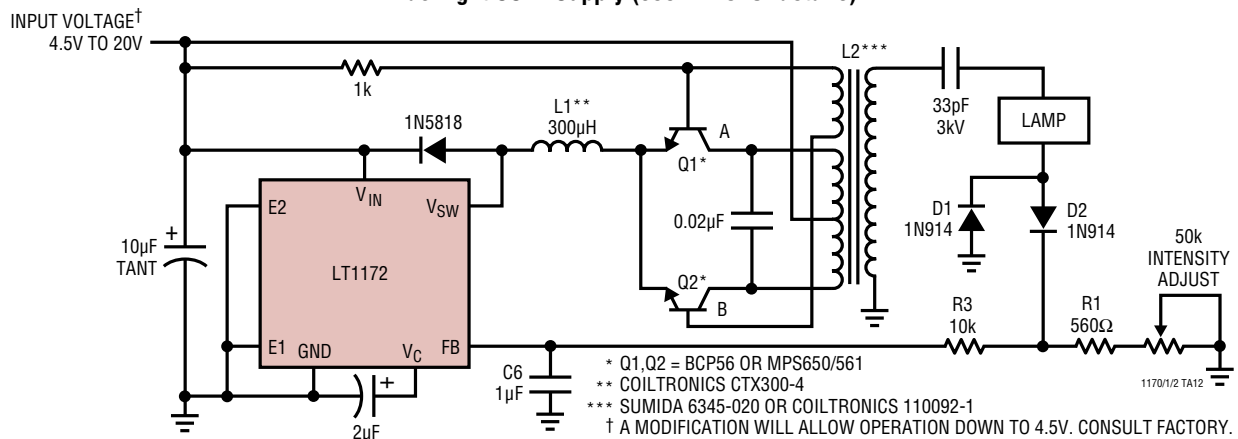 INPUT VOLTAGE†
4.5V TO 20V
1k
1N5818
L1**
300µH
A
Q1*
L2***
33pF
3kV
LAMP
D1
1N914
D2
1N914
50k
INTENSITY
ADJUST
0.02µF
Q2*
B
10µF
TANT
+
E2
VIN
VSW
LT1172
E1
GND
VC
FB
+
2µF
C6
1µF
R3
10k
R1
560Ω
* Q1,Q2 = BCP56 OR MPS650/561
** COILTRONICS CTX300-4
*** SUMIDA 6345-020 OR COILTRONICS 110092-1
† A MODIFICATION WILL ALLOW OPERATION DOWN TO 4.5V. CONSULT FACTORY.
1170/1/2 TA12